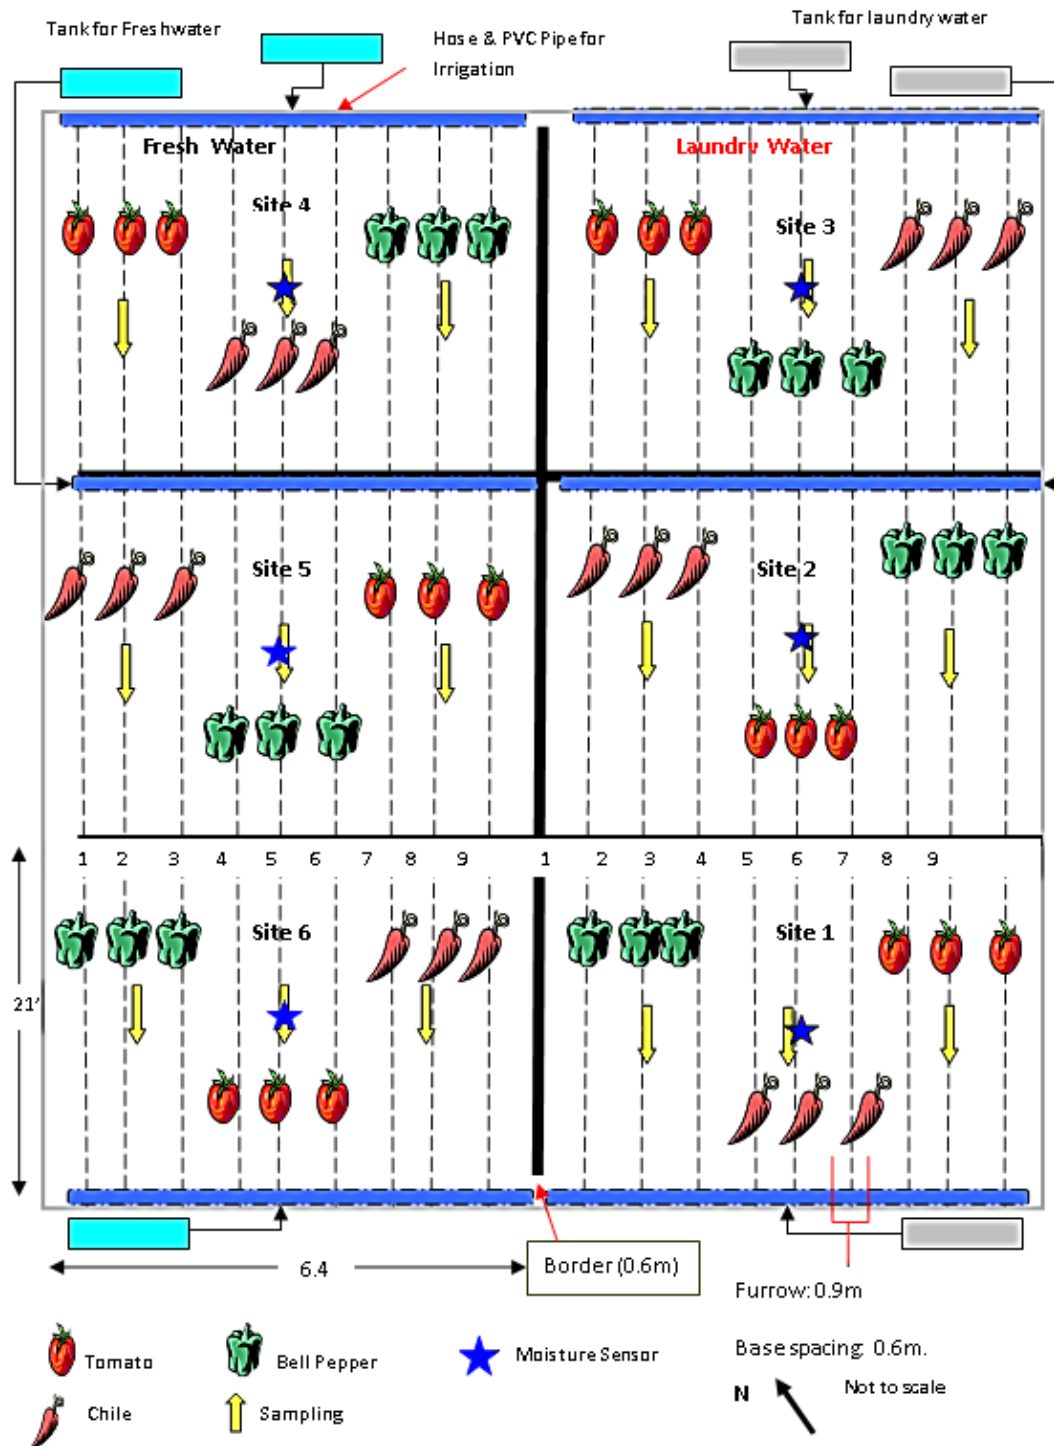 Tank for Freshwater
Hose & PVC Pipe for
Irrigation
Tank for laundry water
Fresh Water
Laundry Water
Site 4
Site 3
Site 5
Site 2
1 2 3 4 5 6 7 8 9 1 2 3 4 5 6 7 8 9
Site 6
Site 1
21'
6.4
Border (0.6m)
Furrow: 0.9m
Tomato
Bell Pepper
Moisture Sensor
Base spacing: 0.6m.
Chile
Sampling
N
Not to scale